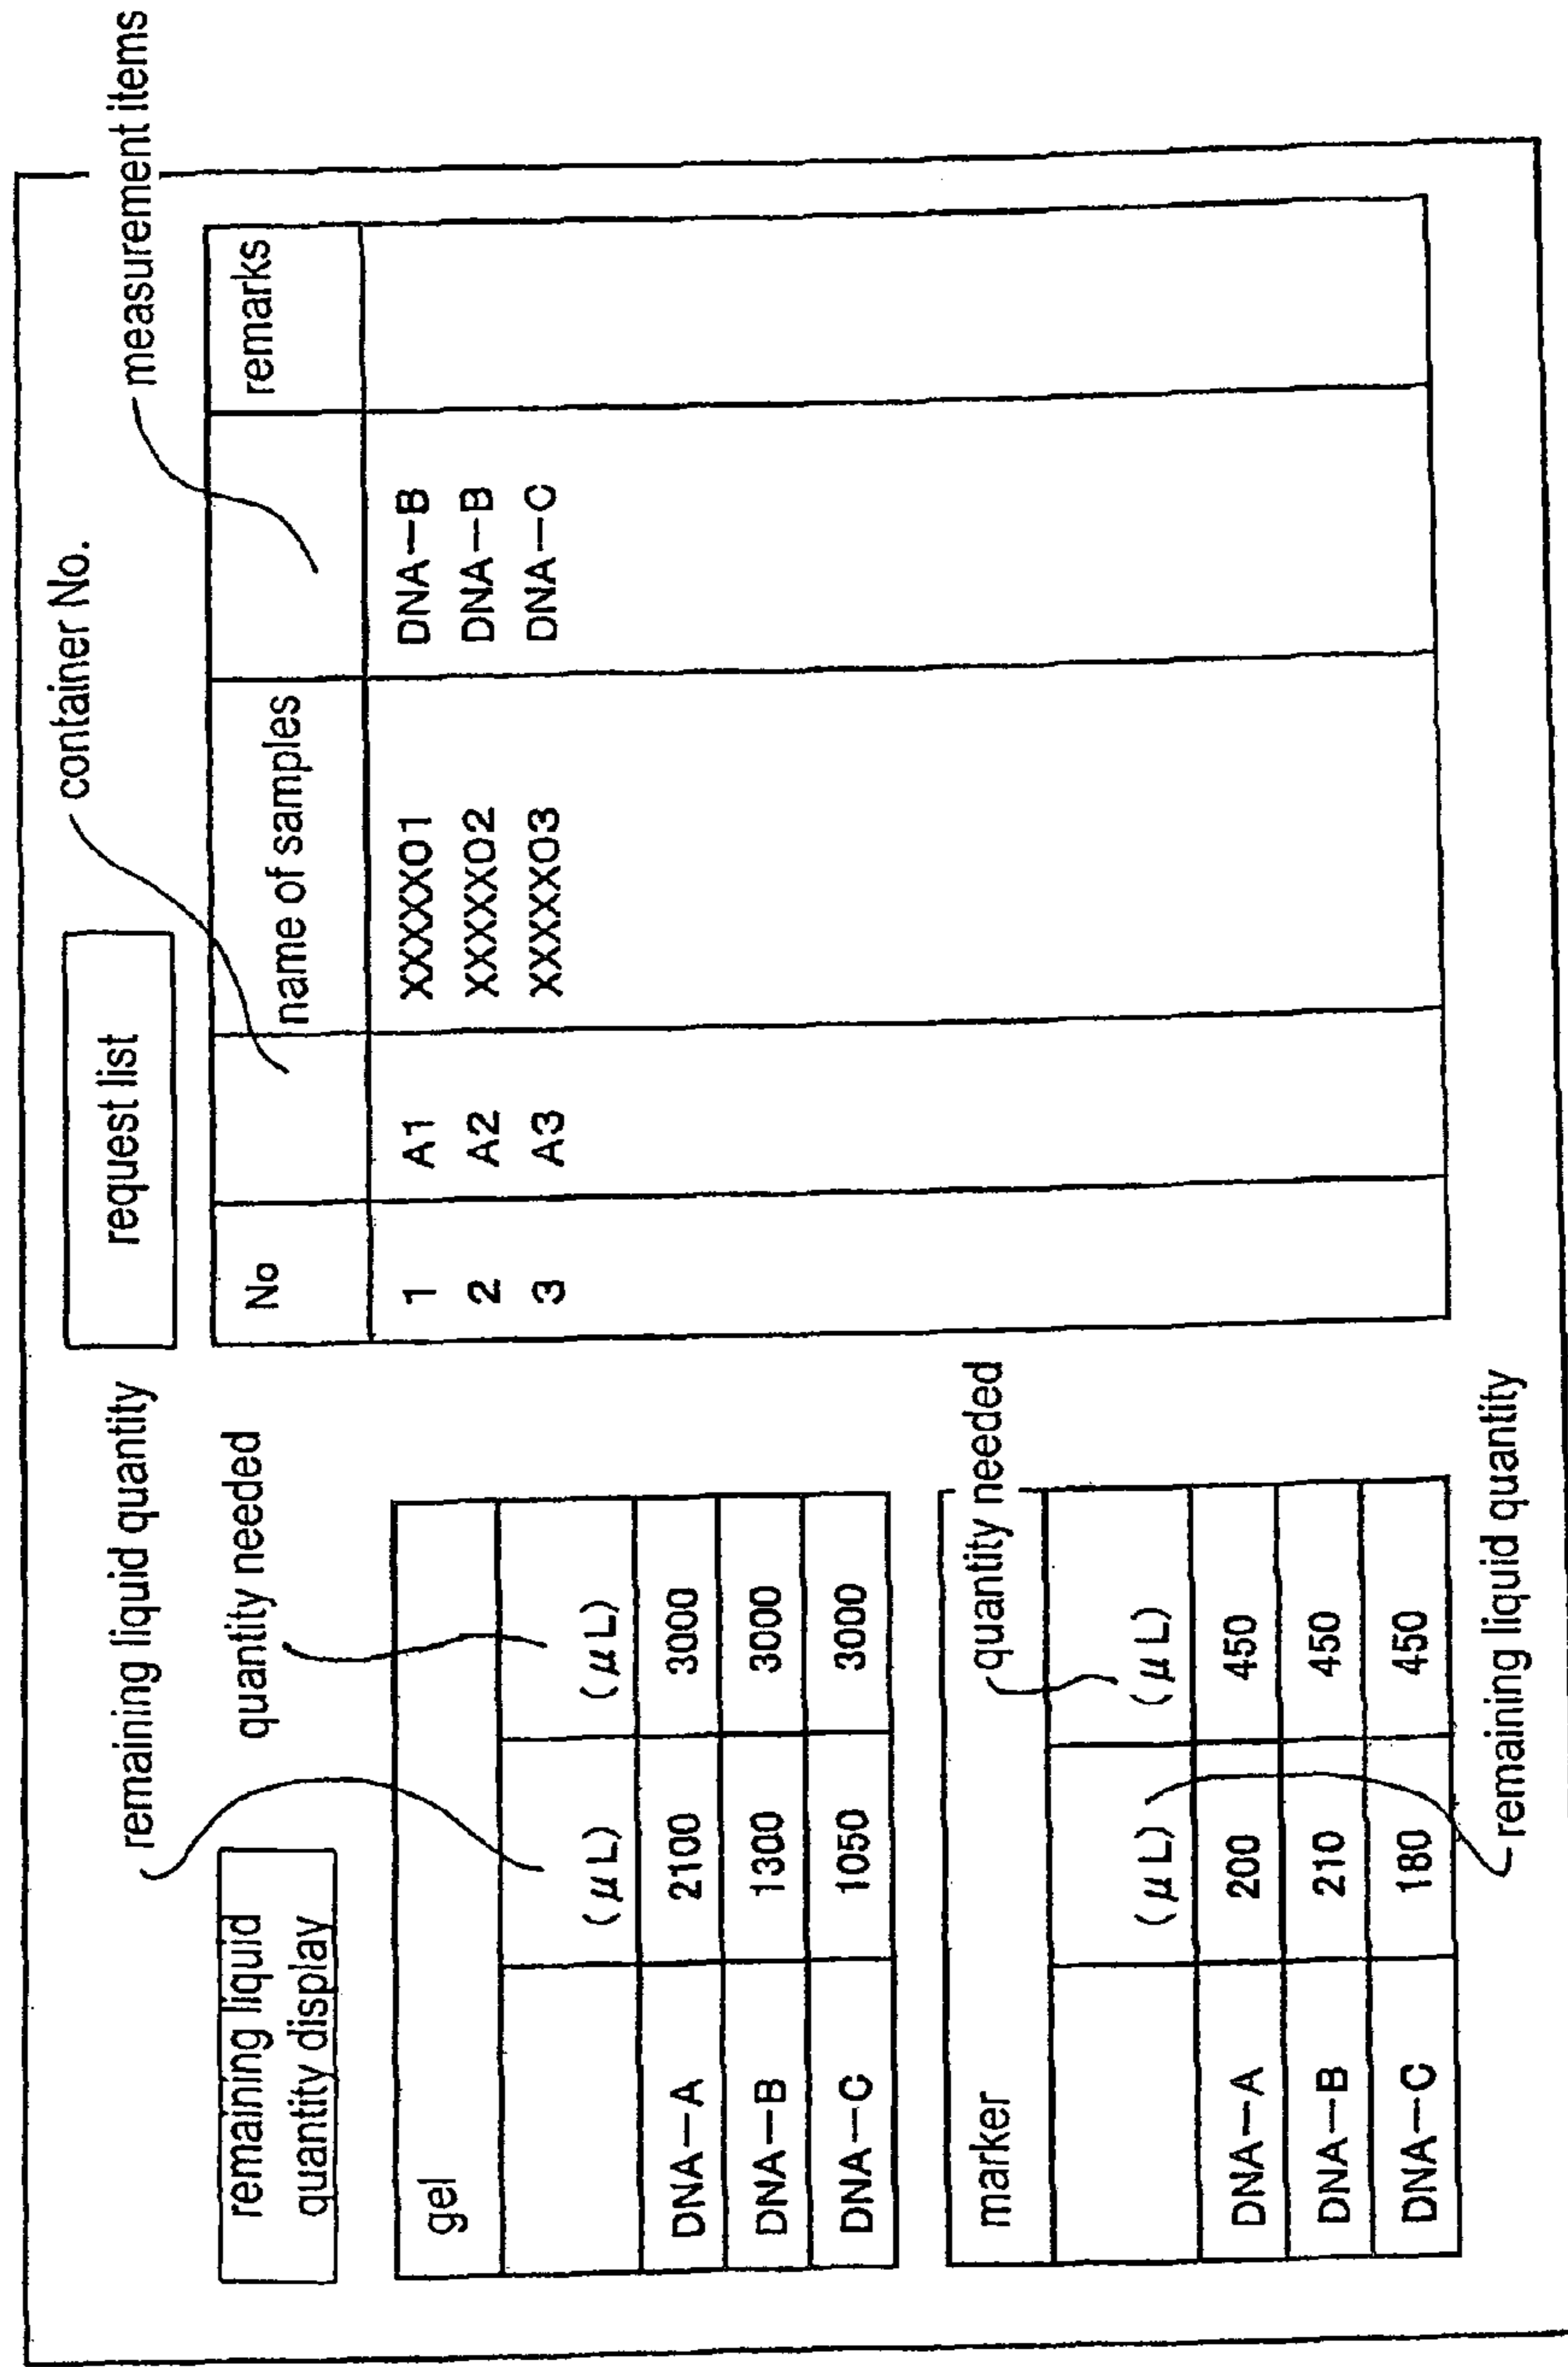 remaining liquid
quantity display
remaining liquid quantity
quantity needed
gel
(μL) (μL)
DNA—A 2100 3000
DNA—B 1300 3000
DNA—C 1050 3000
marker
quantity needed
(μL) (μL)
DNA—A 200 450
DNA—B 210 450
DNA—C 180 450
remaining liquid quantity
request list
container No.
measurement items
No name of samples remarks
1 A1 XXXXX01 DNA—B
2 A2 XXXXX02 DNA—B
3 A3 XXXXX03 DNA—C